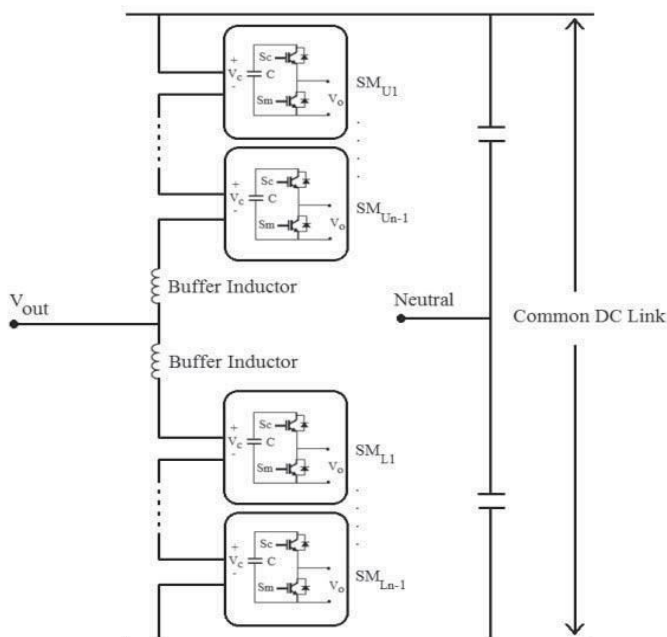 +
Vc
-
Sc
C
Sm
Vo
SMU1
+
Vc
-
Sc
C
Sm
Vo
SMUn-1
Buffer Inductor
Vout
Neutral
Common DC Link
Buffer Inductor
+
Vc
-
Sc
C
Sm
Vo
SML1
+
Vc
-
Sc
C
Sm
Vo
SMLn-1